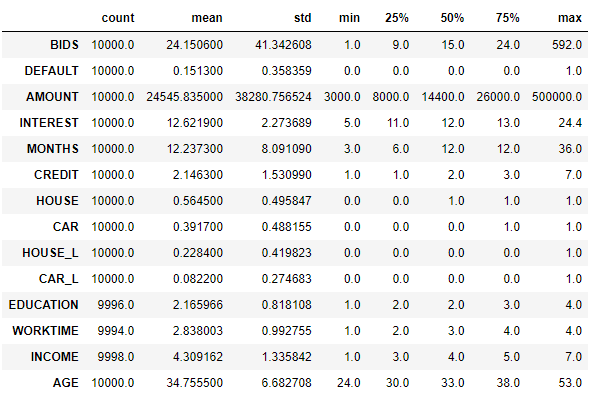 count mean std min 25% 50% 75% max
BIDS 10000.0 24.150600 41.342608 1.0 9.0 15.0 24.0 592.0
DEFAULT 10000.0 0.151300 0.358359 0.0 0.0 0.0 0.0 1.0
AMOUNT 10000.0 24545.835000 38280.756524 3000.0 8000.0 14400.0 26000.0 500000.0
INTEREST 10000.0 12.621900 2.273689 5.0 11.0 12.0 13.0 24.4
MONTHS 10000.0 12.237300 8.091090 3.0 6.0 12.0 12.0 36.0
CREDIT 10000.0 2.146300 1.530990 1.0 1.0 2.0 3.0 7.0
HOUSE 10000.0 0.564500 0.495847 0.0 0.0 1.0 1.0 1.0
CAR 10000.0 0.391700 0.488155 0.0 0.0 0.0 1.0 1.0
HOUSE_L 10000.0 0.228400 0.419823 0.0 0.0 0.0 0.0 1.0
CAR_L 10000.0 0.082200 0.274683 0.0 0.0 0.0 0.0 1.0
EDUCATION 9996.0 2.165966 0.818108 1.0 2.0 2.0 3.0 4.0
WORKTIME 9994.0 2.838003 0.992755 1.0 2.0 3.0 4.0 4.0
INCOME 9998.0 4.309162 1.335842 1.0 3.0 4.0 5.0 7.0
AGE 10000.0 34.755500 6.682708 24.0 30.0 33.0 38.0 53.0